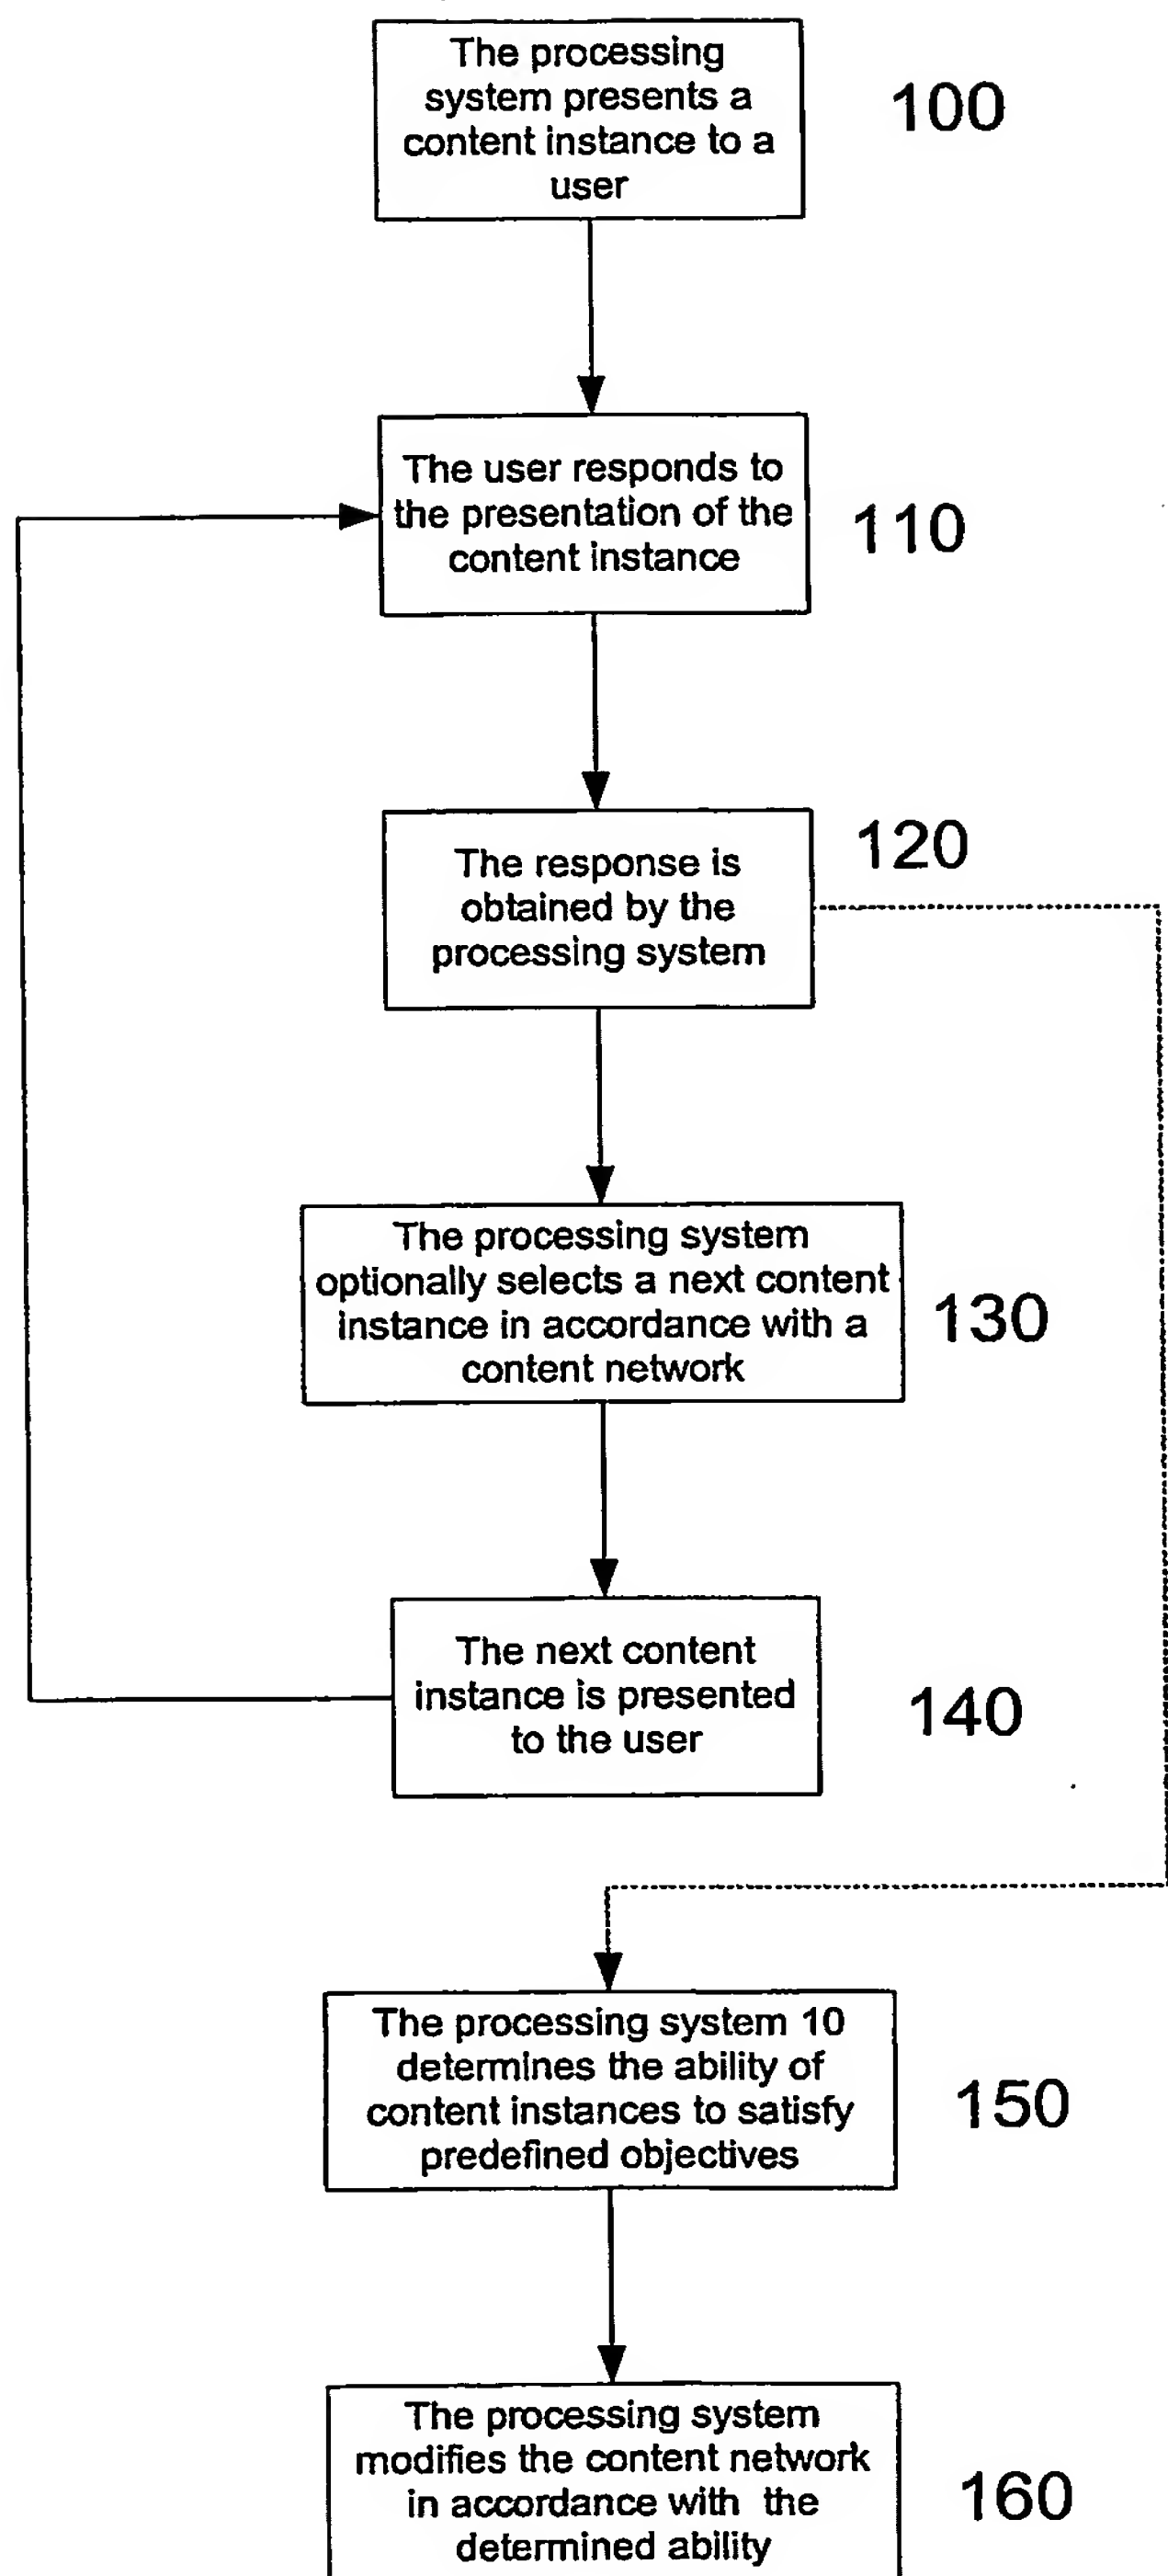 The processing
system presents a
content instance to a
user
100
The user responds to
the presentation of the
content instance
110
The response is
obtained by the
processing system
120
The processing system
optionally selects a next content
instance in accordance with a
content network
130
The next content
instance is presented
to the user
140
The processing system 10
determines the ability of
content instances to satisfy
predefined objectives
150
The processing system
modifies the content network
in accordance with the
determined ability
160